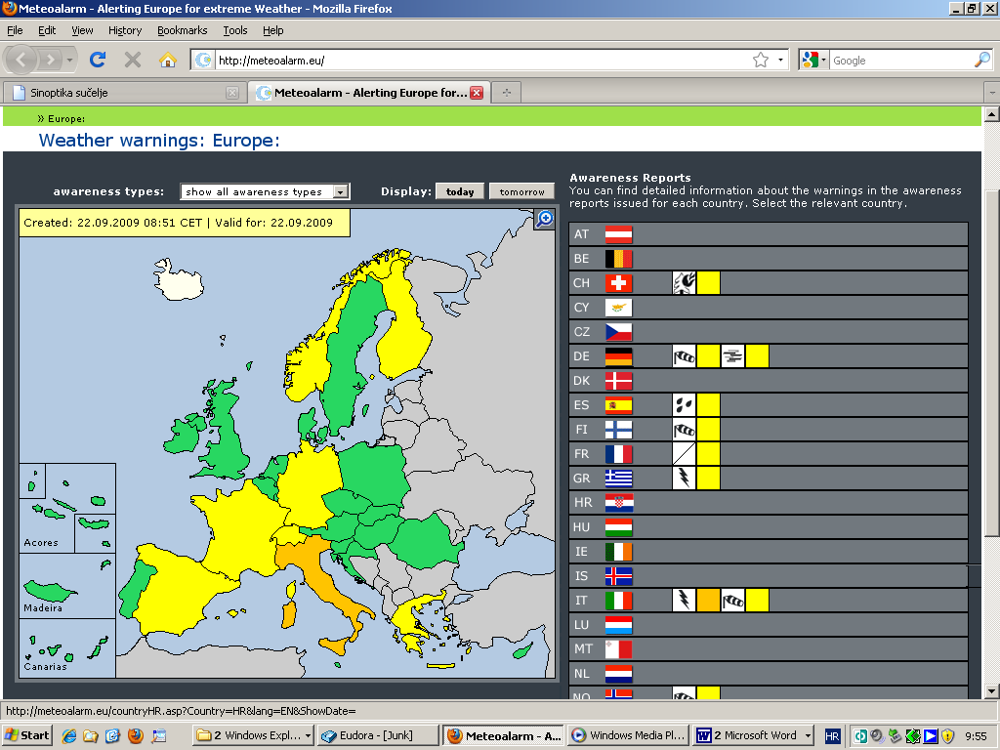 Meteoalarm - Alerting Europe for extreme Weather - Mozilla Firefox
File Edit View History Bookmarks Tools Help
http://meteoalarm.eu/
Google
Sinoptika sučelje
Meteoalarm - Alerting Europe for...
» Europe:
Weather warnings: Europe:
awareness types: show all awareness types Display: today tomorrow
Created: 22.09.2009 08:51 CET | Valid for: 22.09.2009
Acores
Madeira
Canarias
Awareness Reports
You can find detailed information about the warnings in the awareness
reports issued for each country. Select the relevant country.
AT
BE
CH
CY
CZ
DE
DK
ES
FI
FR
GR
HR
HU
IE
IS
IT
LU
MT
NL
NO
http://meteoalarm.eu/countryHR.asp?Country=HR&lang=EN&ShowDate=
Start 2 Windows Expl... Eudora - [Junk] Meteoalarm - A... Windows Media Pl... 2 Microsoft Word HR 9:55